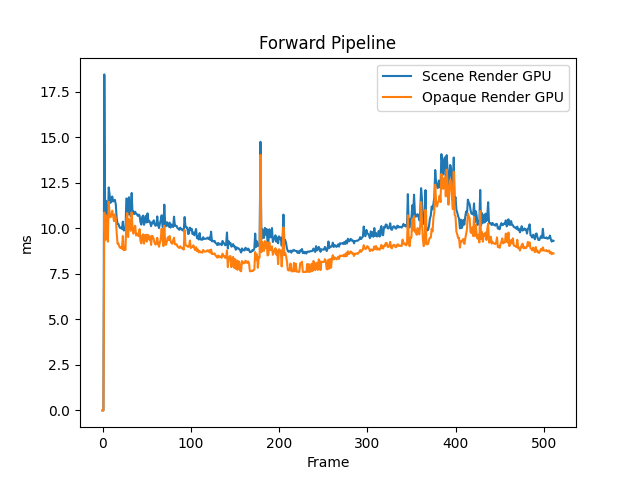 Forward Pipeline
Scene Render GPU
Opaque Render GPU
17.5
15.0
12.5
10.0
7.5
5.0
2.5
0.0
ms
0 100 200 300 400 500
Frame